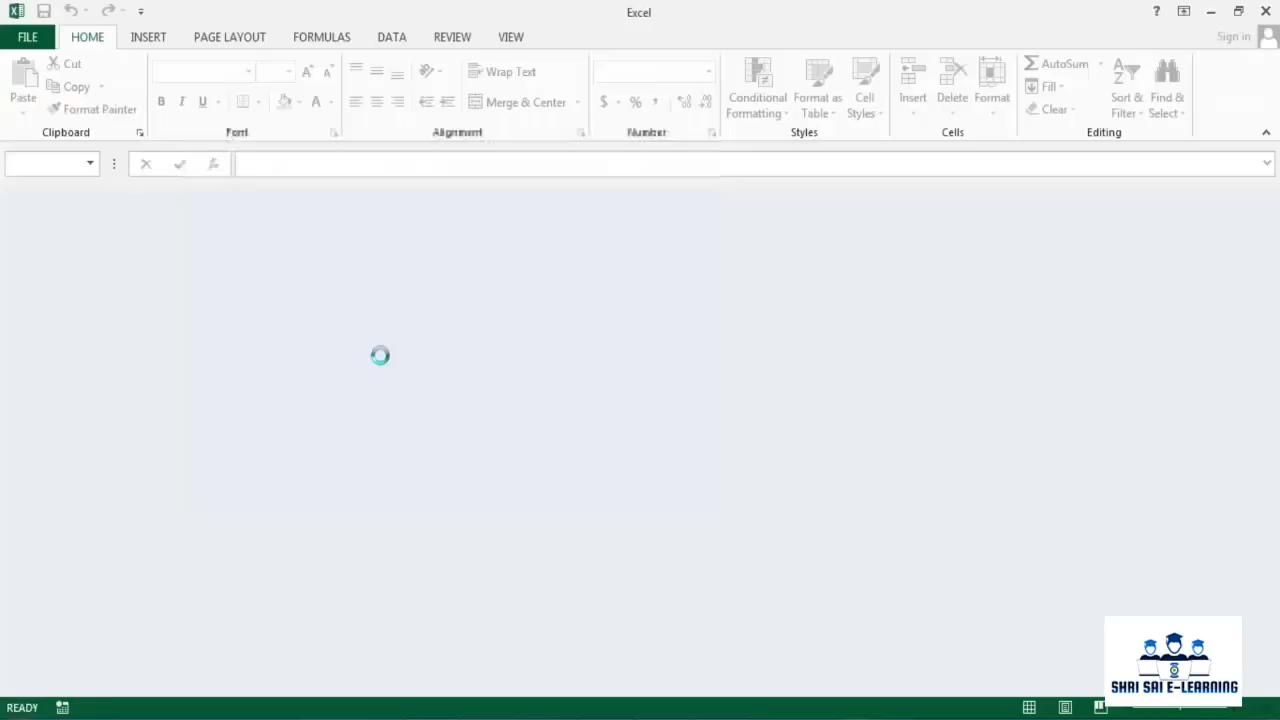 Excel
?
FILE HOME INSERT PAGE LAYOUT FORMULAS DATA REVIEW VIEW Sign in
Paste
Cut
Copy
Format Painter
Clipboard
B I U A
Font
Wrap Text
Merge & Center
Alignment
$ % ,
Number
Conditional Formatting
Format as Table
Cell Styles
Styles
Insert Delete Format
Cells
AutoSum
Fill
Clear
Sort & Filter
Find & Select
Editing
fx
SHRI SAI E-LEARNING
READY